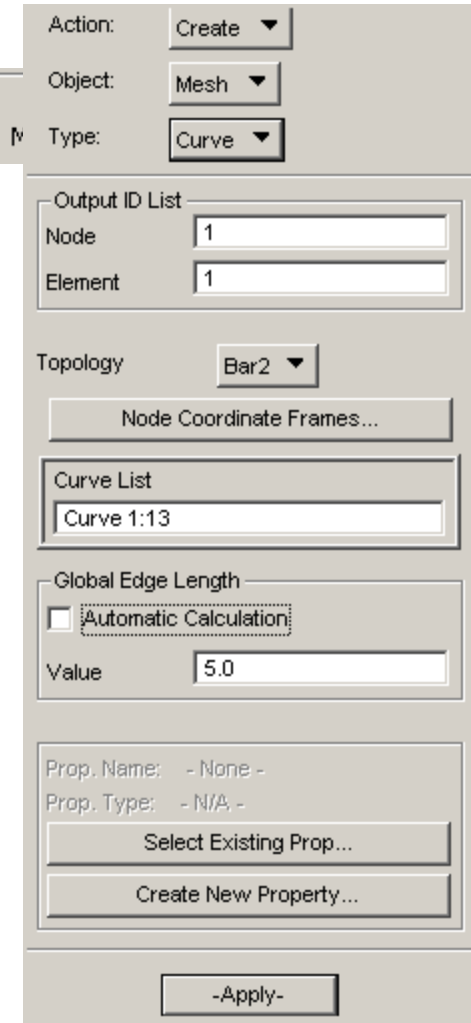 Action: Create
Object: Mesh
M
Type: Curve
Output ID List
Node 1
Element 1
Topology Bar2
Node Coordinate Frames...
Curve List
Curve 1:13
Global Edge Length
Automatic Calculation
Value 5.0
Prop. Name: - None -
Prop. Type: - N/A -
Select Existing Prop...
Create New Property...
-Apply-